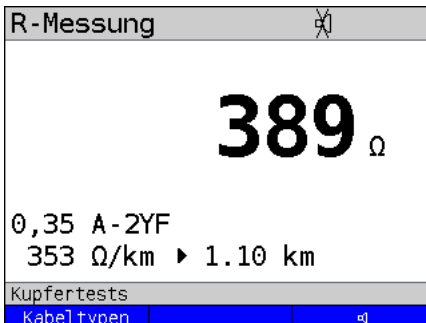 R-Messung
389 Ω
0,35 A-2YF
353 Ω/km ▸ 1.10 km
Kupfertests
Kabeltypen